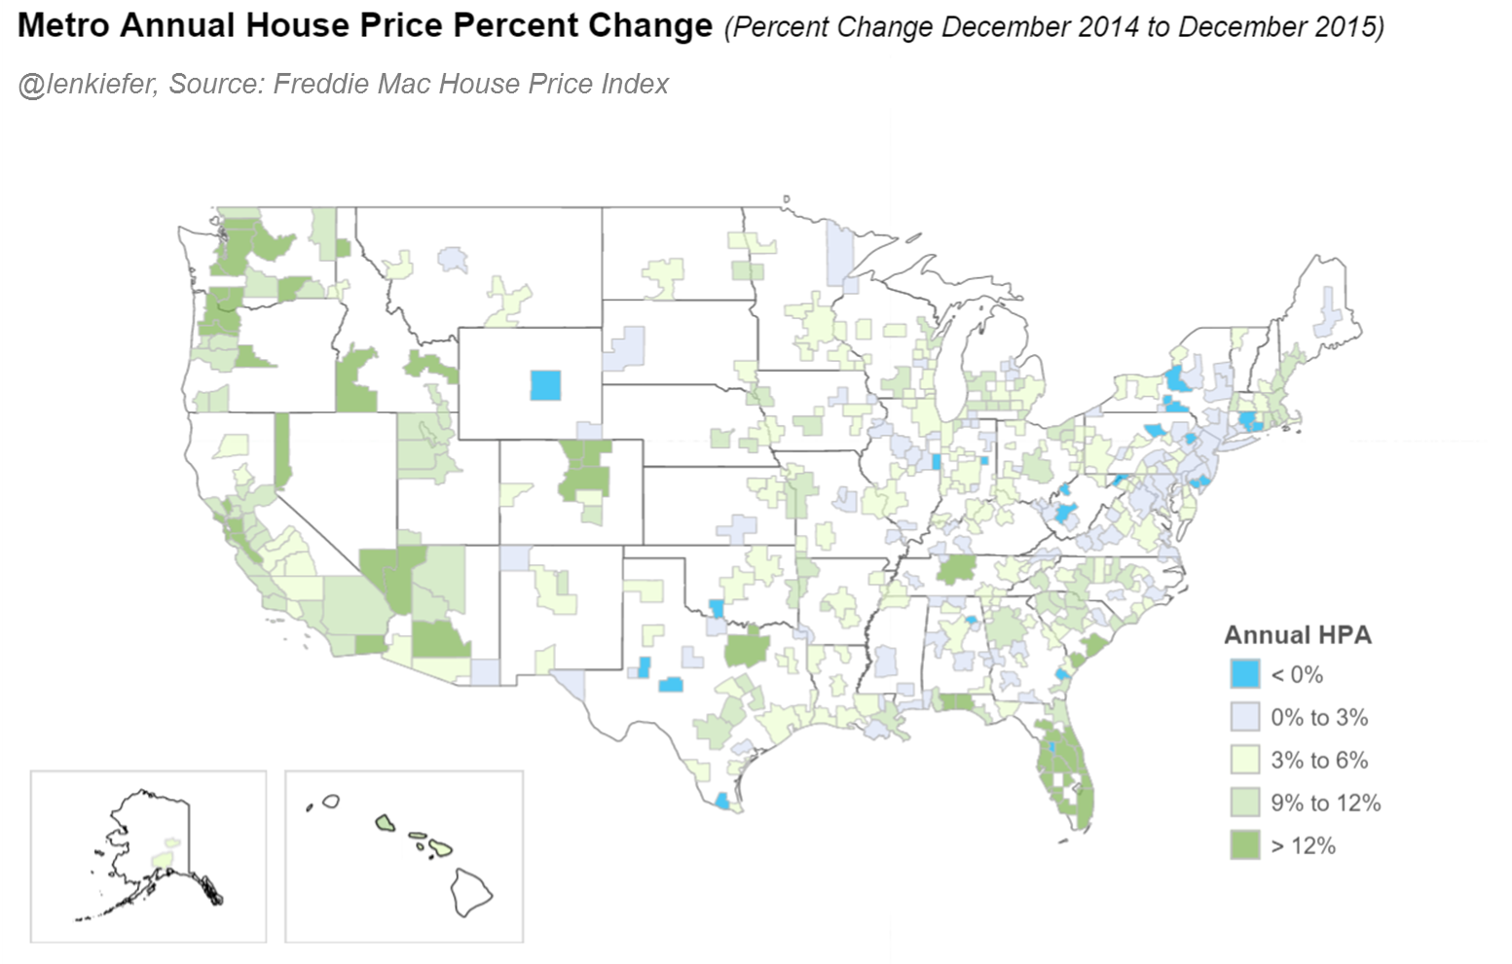 Metro Annual House Price Percent Change (Percent Change December 2014 to December 2015)
@lenkiefer, Source: Freddie Mac House Price Index
Annual HPA
< 0%
0% to 3%
3% to 6%
9% to 12%
> 12%